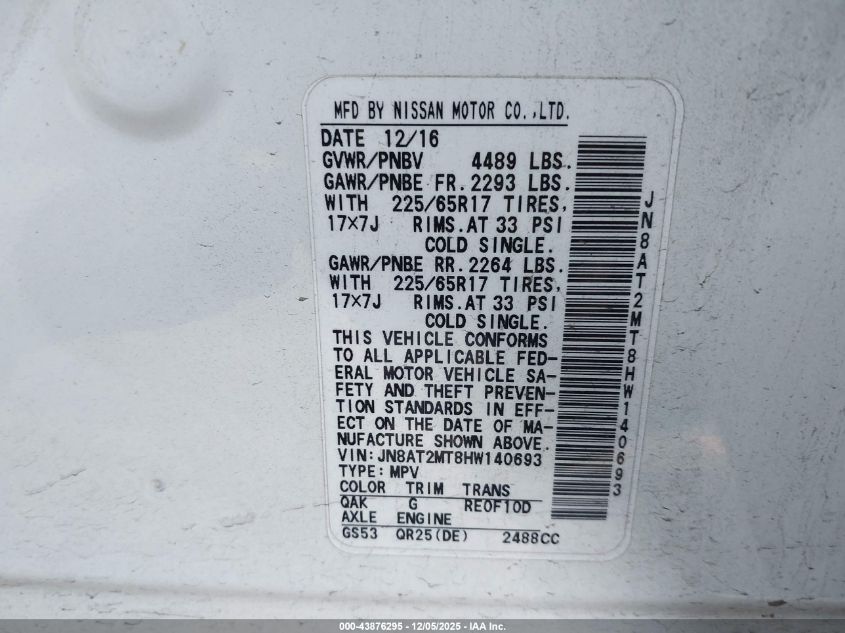 MFD BY NISSAN MOTOR CO.,LTD.
DATE 12/16
GVWR/PNBV 4489 LBS.
GAWR/PNBE FR.2293 LBS.
WITH 225/65R17 TIRES,
17×7J RIMS.AT 33 PSI
COLD SINGLE.
GAWR/PNBE RR.2264 LBS.
WITH 225/65R17 TIRES,
17×7J RIMS.AT 33 PSI
COLD SINGLE.
THIS VEHICLE CONFORMS
TO ALL APPLICABLE FED-
ERAL MOTOR VEHICLE SA-
FETY AND THEFT PREVEN-
TION STANDARDS IN EFF-
ECT ON THE DATE OF MA-
NUFACTURE SHOWN ABOVE.
VIN:JN8AT2MT8HW140693
TYPE:MPV
COLOR TRIM TRANS
QAK G RE0F10D
AXLE ENGINE
GS53 QR25(DE) 2488CC
JN8AT2MT8HW140693
000-43876295 - 12/05/2025 - IAA Inc.